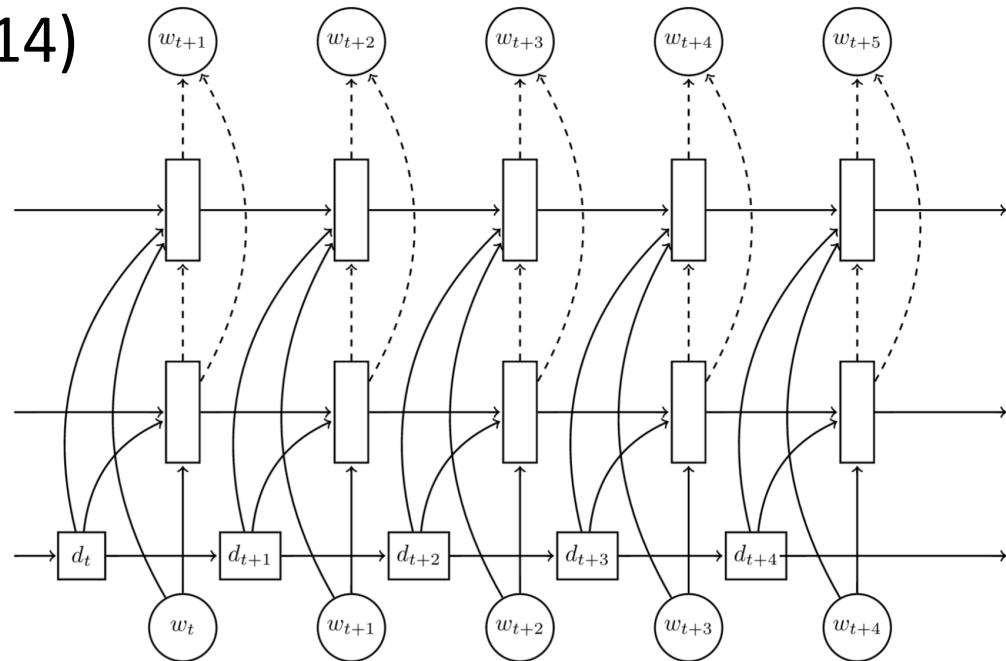 14)
w_{t+1} w_{t+2} w_{t+3} w_{t+4} w_{t+5}
d_t d_{t+1} d_{t+2} d_{t+3} d_{t+4}
w_t w_{t+1} w_{t+2} w_{t+3} w_{t+4}